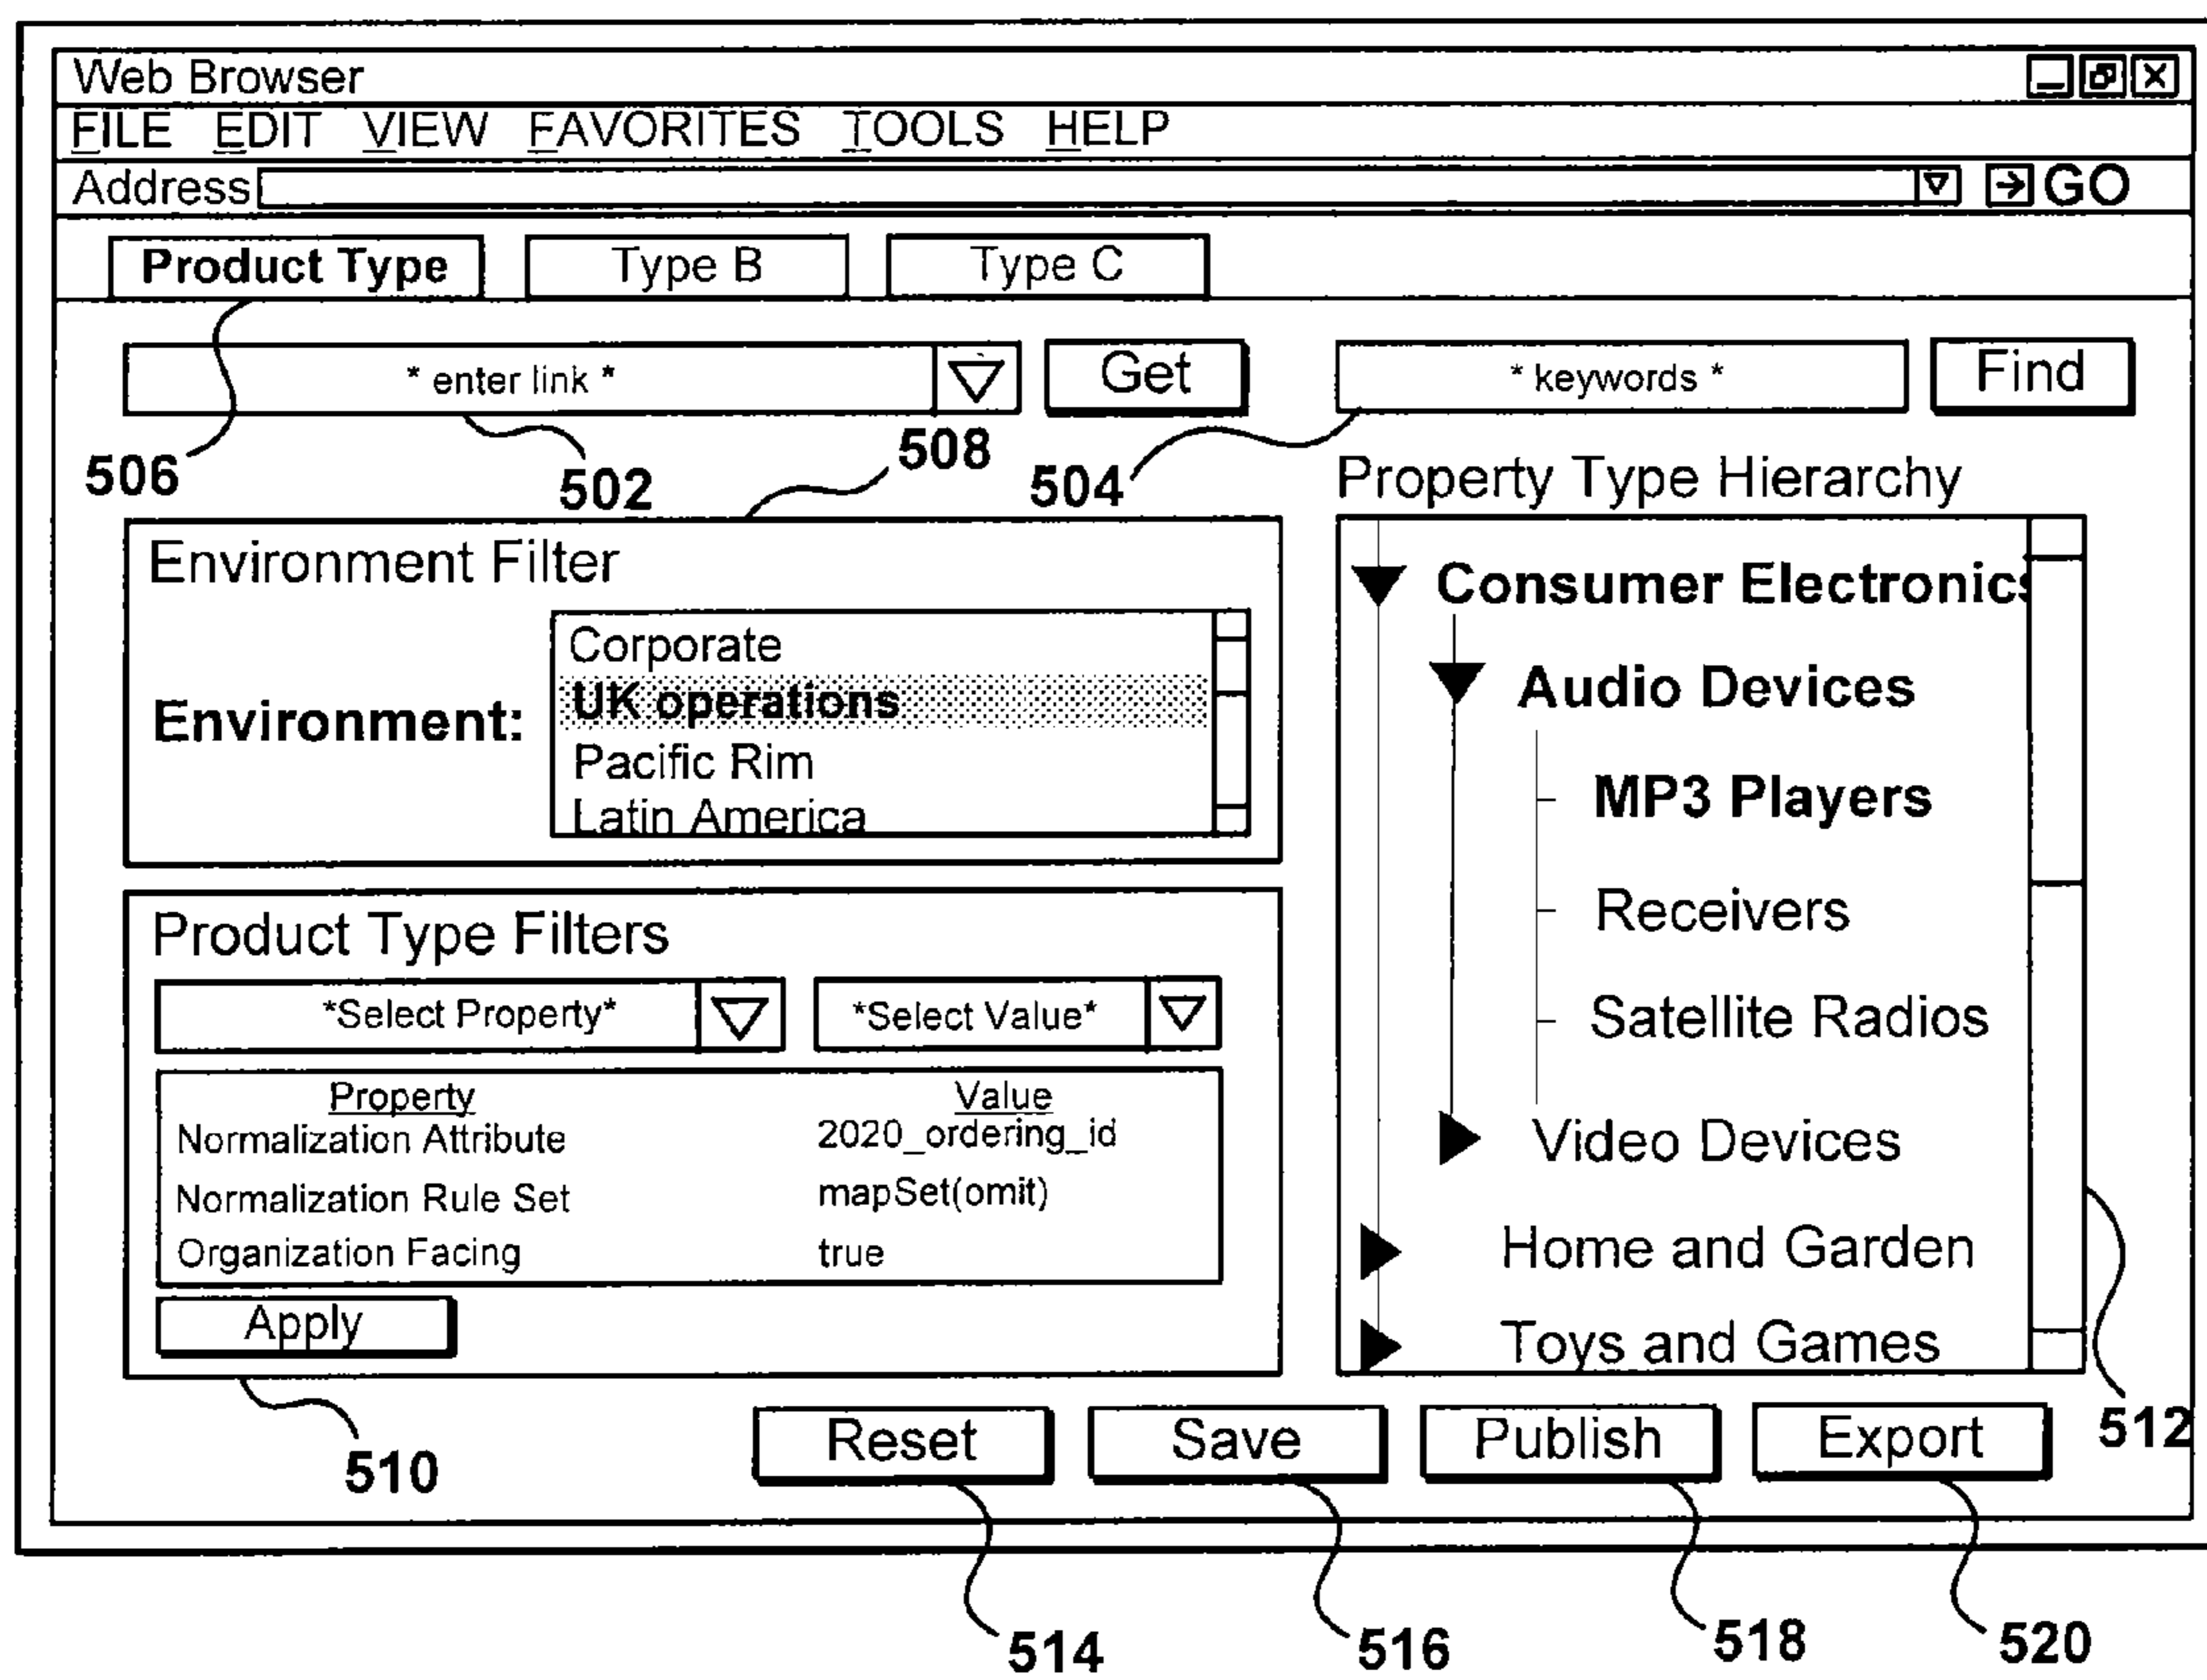 Web Browser
FILE EDIT VIEW FAVORITES TOOLS HELP
Address GO
Product Type Type B Type C
* enter link * Get * keywords * Find
506 502 508 504
Property Type Hierarchy
Environment Filter
Environment:
Corporate
UK operations
Pacific Rim
Latin America
Product Type Filters
*Select Property* *Select Value*
Property Value
Normalization Attribute 2020_ordering_id
Normalization Rule Set mapSet(omit)
Organization Facing true
Apply
Consumer Electronics
Audio Devices
MP3 Players
Receivers
Satellite Radios
Video Devices
Home and Garden
Toys and Games
510 512
Reset Save Publish Export
514 516 518 520